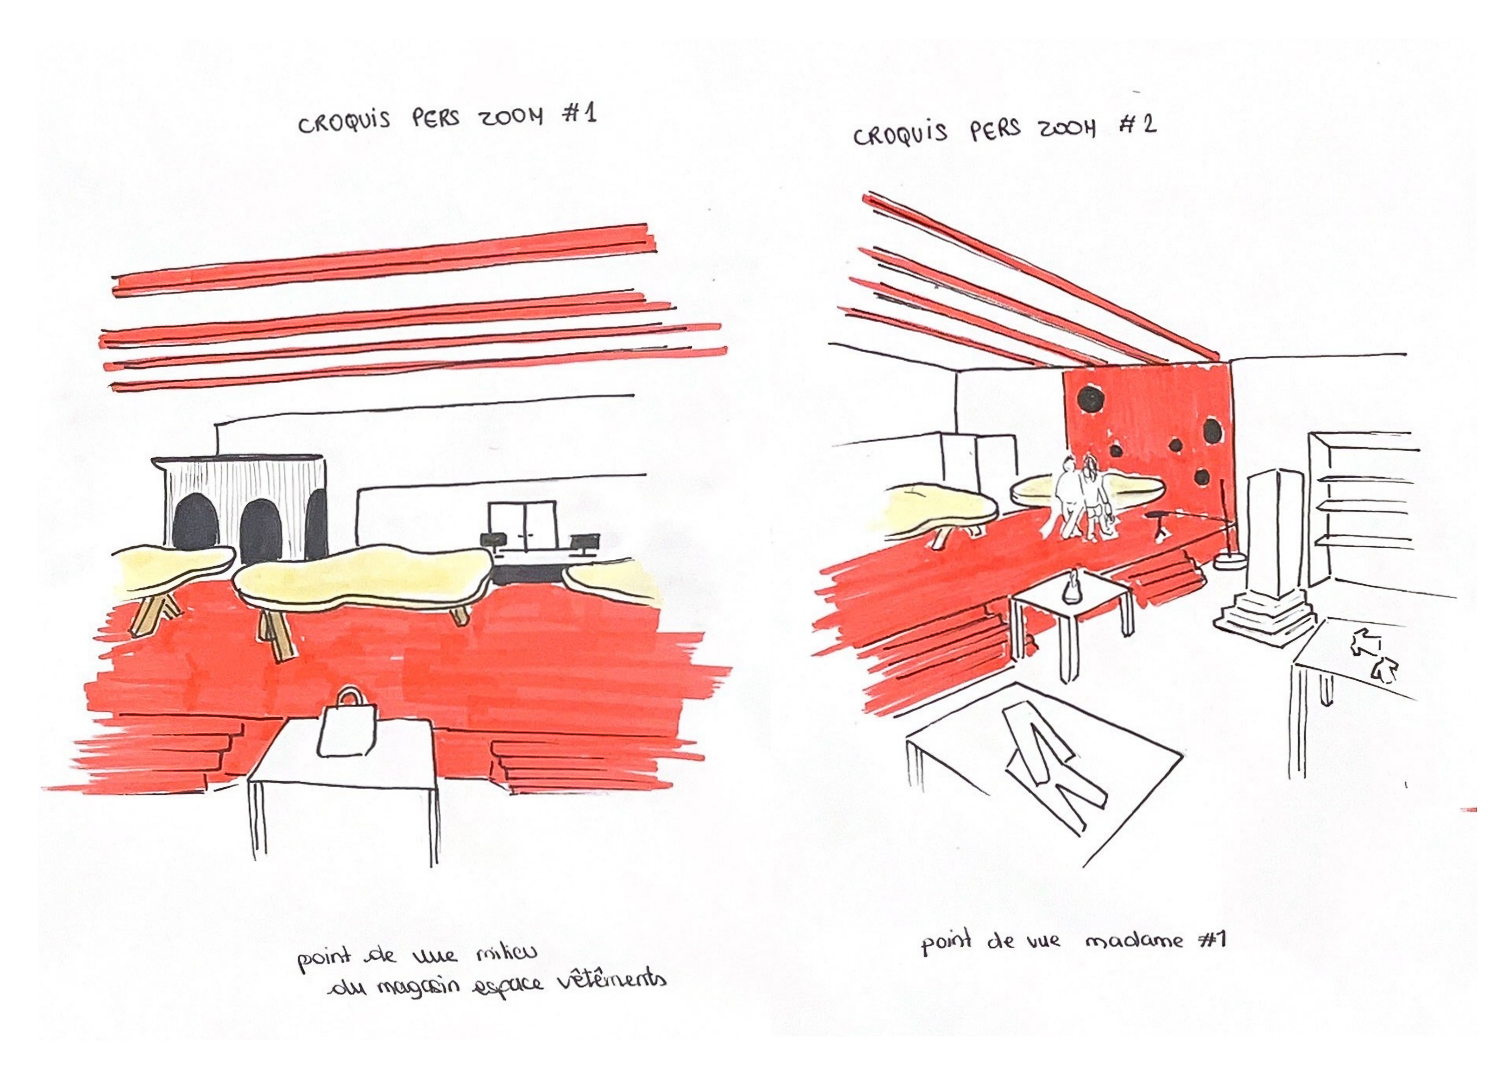 CROQUIS PERS ZOOM #1
CROQUIS PERS ZOOM #2
point de vue milieu
du magasin espace vêtêments
point de vue madame #1